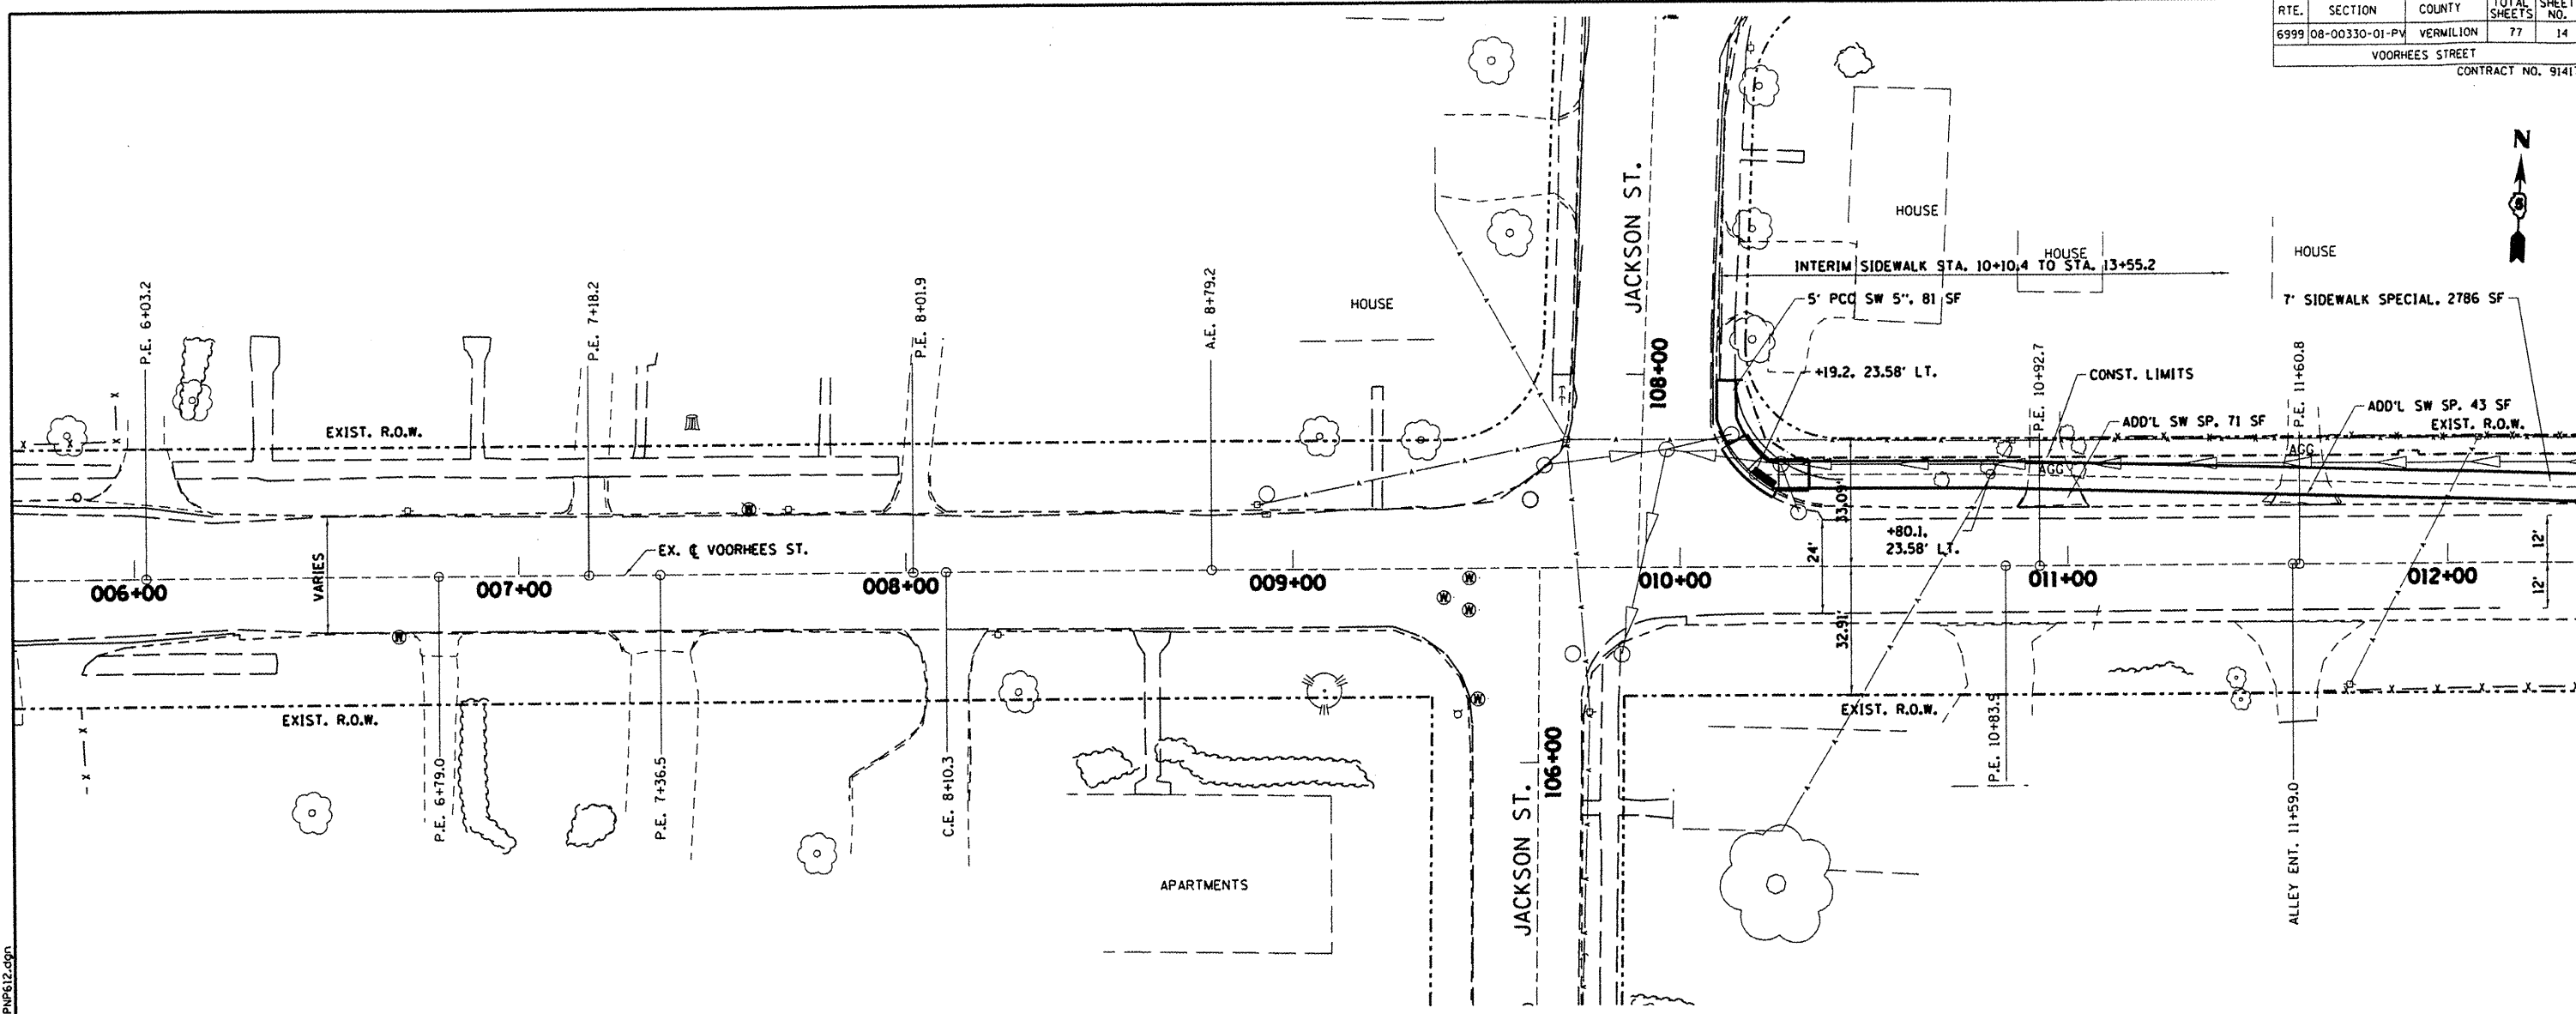 RTE. SECTION COUNTY TOTAL SHEETS SHEET NO.
6999 08-00330-01-PV VERMILION 77 14
VOORHEES STREET
CONTRACT NO. 9141
N
JACKSON ST.
108+00
HOUSE
HOUSE
HOUSE
HOUSE
INTERIM SIDEWALK STA. 10+10.4 TO STA. 13+55.2
5' PCC SW 5", 81 SF
7' SIDEWALK SPECIAL, 2786 SF
+19.2, 23.58' LT.
CONST. LIMITS
ADD'L SW SP. 71 SF
ADD'L SW SP. 43 SF
EXIST. R.O.W.
P.E. 6+03.2
P.E. 7+18.2
P.E. 8+01.9
A.E. 8+79.2
P.E. 10+92.7
P.E. 11+60.8
EXIST. R.O.W.
AGG
AGG
33.09'
+80.1,
23.58' LT.
EX. ℄ VOORHEES ST.
VARIES
24'
12'
12'
006+00
007+00
008+00
009+00
010+00
011+00
012+00
W
W
W
W
W
W
32.91'
EXIST. R.O.W.
EXIST. R.O.W.
P.E. 6+79.0
P.E. 7+36.5
C.E. 8+10.3
P.E. 10+83.9
ALLEY ENT. 11+59.0
106+00
JACKSON ST.
APARTMENTS
PNP612.dgn